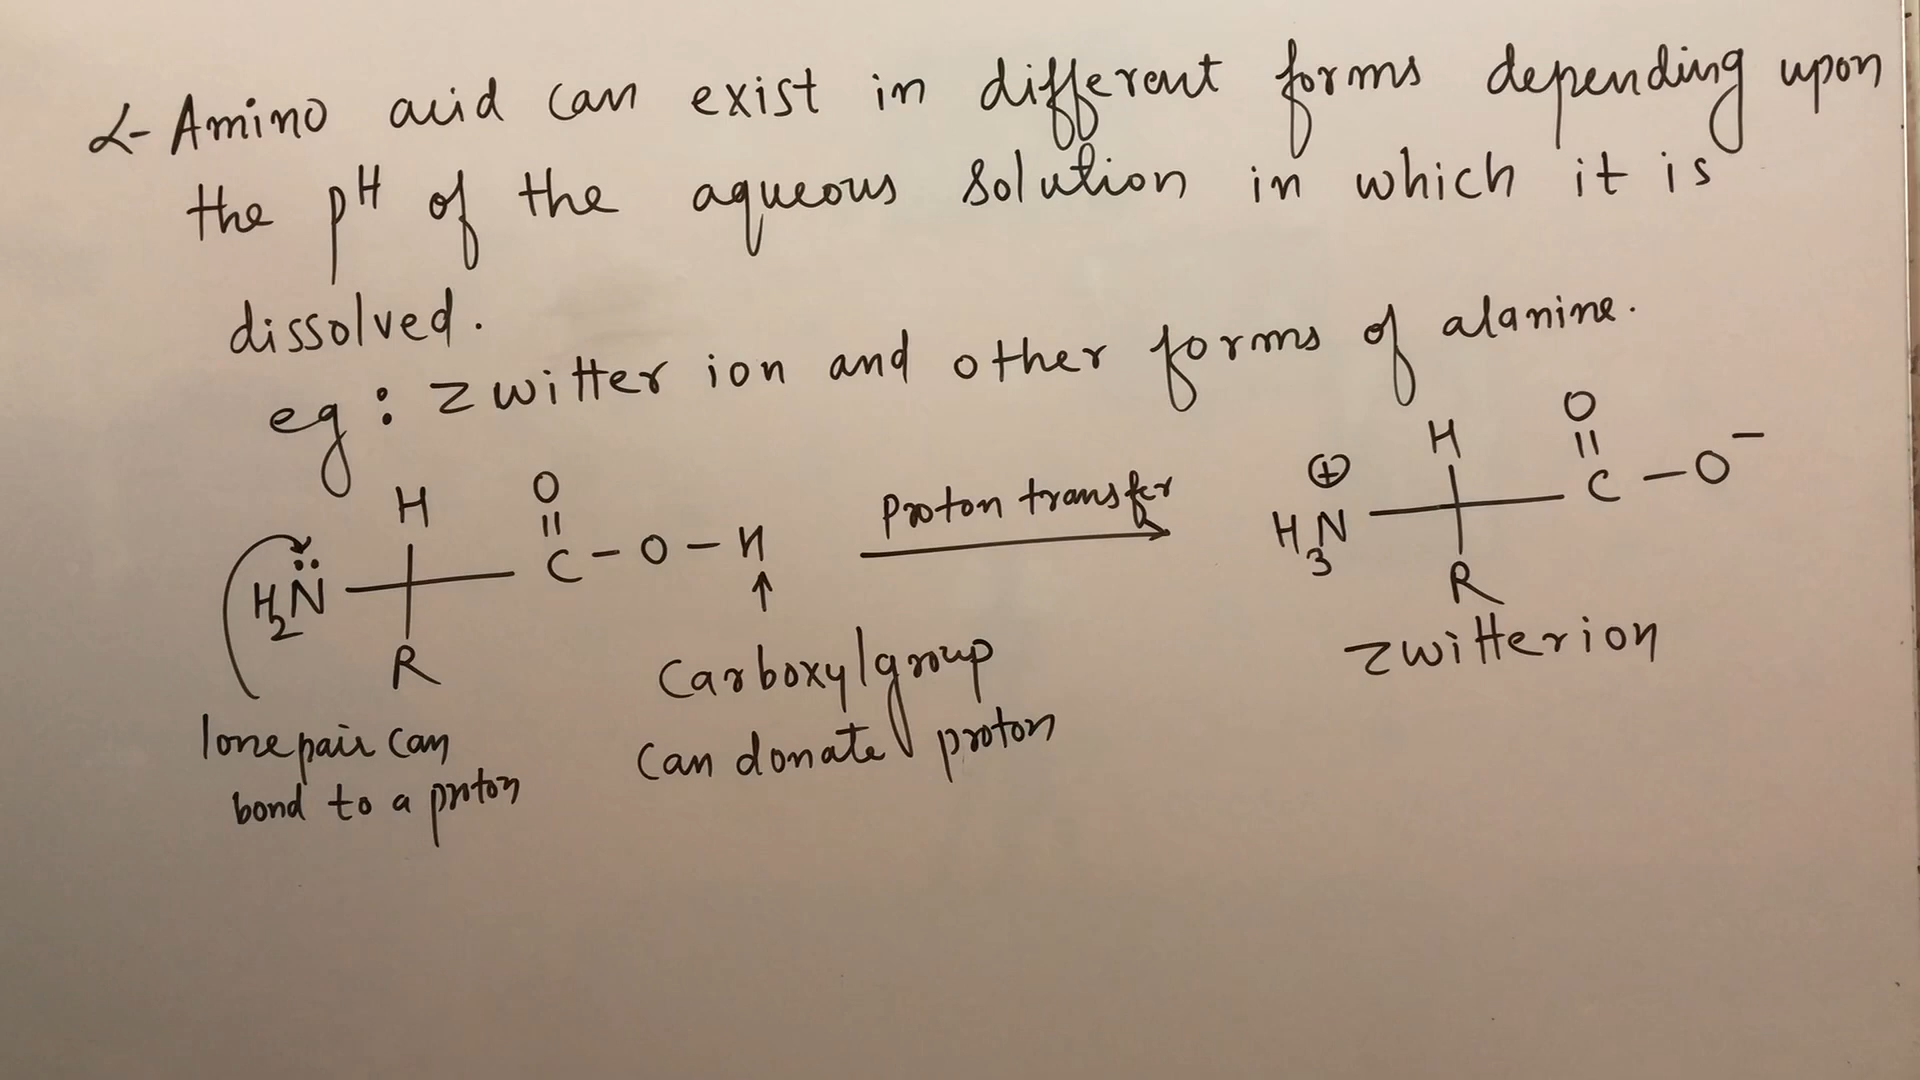 α-Amino acid can exist in different forms depending upon
the pH of the aqueous solution in which it is
dissolved.
eg: zwitter ion and other forms of alanine.
H O
||
H2N̈ C-O-H
R
Proton transfer
⊕ H O
||
H3N C-O⁻
R
zwitterion
lone pair can
bond to a proton
↑
Carboxyl group
can donate proton